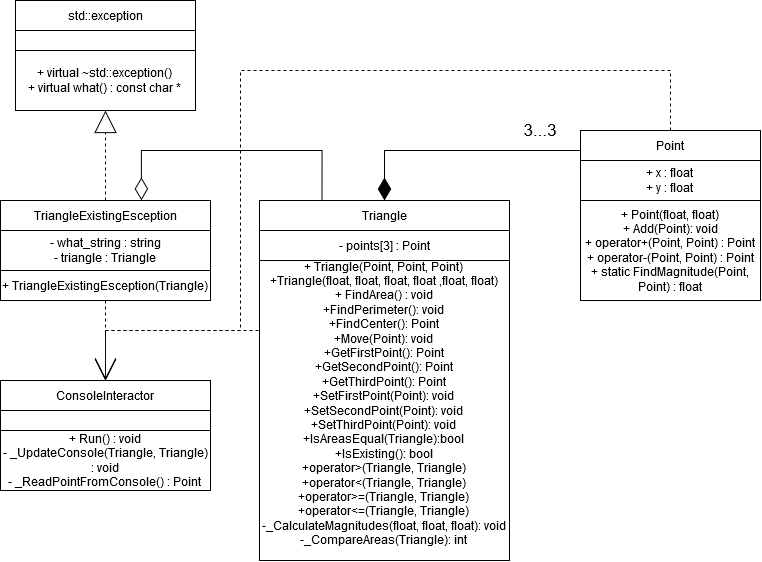 std::exception
+ virtual ~std::exception()
+ virtual what() : const char *
3...3
Point
+ x : float
+ y : float
+ Point(float, float)
+ Add(Point): void
+ operator+(Point, Point) : Point
+ operator-(Point, Point) : Point
+ static FindMagnitude(Point,
Point) : float
TriangleExistingEsception
- what_string : string
- triangle : Triangle
+ TriangleExistingEsception(Triangle)
Triangle
- points[3] : Point
+ Triangle(Point, Point, Point)
+Triangle(float, float, float, float ,float, float)
+ FindArea() : void
+FindPerimeter(): void
+FindCenter(): Point
+Move(Point): void
+GetFirstPoint(): Point
+GetSecondPoint(): Point
+GetThirdPoint(): Point
+SetFirstPoint(Point): void
+SetSecondPoint(Point): void
+SetThirdPoint(Point): void
+IsAreasEqual(Triangle):bool
+IsExisting(): bool
+operator>(Triangle, Triangle)
+operator<(Triangle, Triangle)
+operator>=(Triangle, Triangle)
+operator<=(Triangle, Triangle)
-_CalculateMagnitudes(float, float, float): void
-_CompareAreas(Triangle): int
ConsoleInteractor
+ Run() : void
- _UpdateConsole(Triangle, Triangle)
: void
- _ReadPointFromConsole() : Point